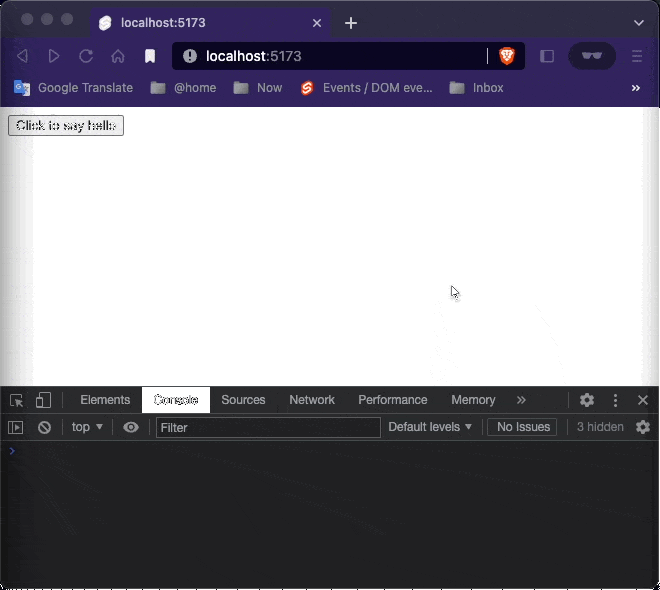 localhost:5173
localhost:5173
Google Translate @home Now Events / DOM eve... Inbox »
Click to say hello
Elements Console Sources Network Performance Memory »
top Filter Default levels No Issues 3 hidden